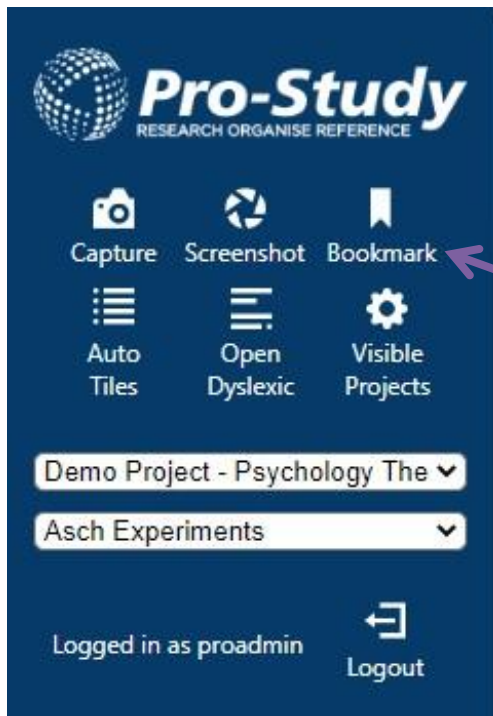 Pro-Study
RESEARCH ORGANISE REFERENCE
Capture Screenshot Bookmark
Auto Open Visible
Tiles Dyslexic Projects
Demo Project - Psychology The
Asch Experiments
Logged in as proadmin
Logout